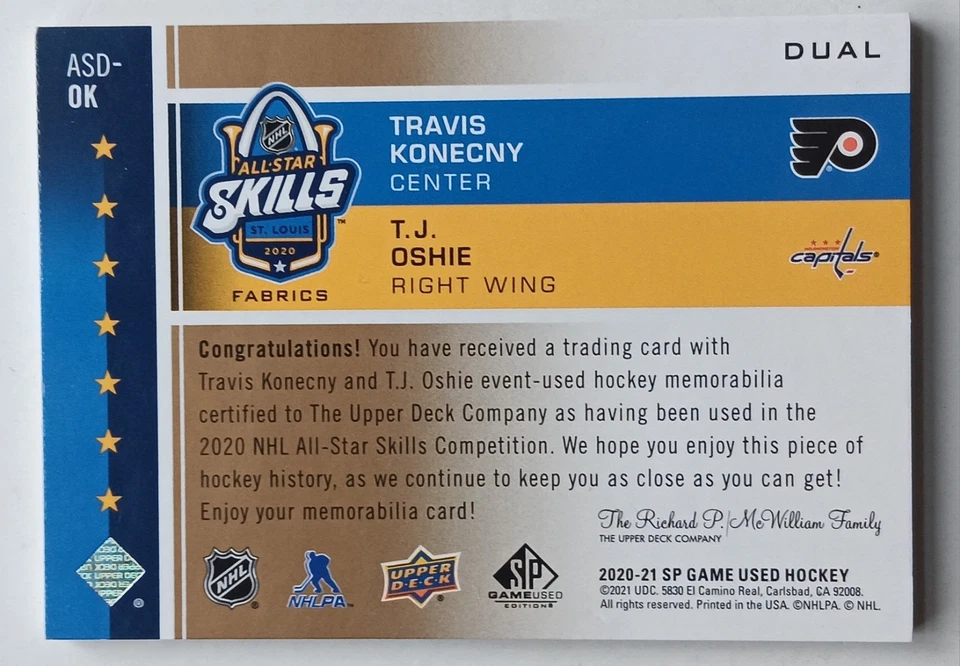 ASD-
OK
DUAL
NHL
ALL·STAR
SKILLS
ST. LOUIS
2020
FABRICS
TRAVIS
KONECNY
CENTER
T.J.
OSHIE
RIGHT WING
capitals
Congratulations! You have received a trading card with
Travis Konecny and T.J. Oshie event-used hockey memorabilia
certified to The Upper Deck Company as having been used in the
2020 NHL All-Star Skills Competition. We hope you enjoy this piece of
hockey history, as we continue to keep you as close as you can get!
Enjoy your memorabilia card!
The Richard P. McWilliam Family
THE UPPER DECK COMPANY
NHL
NHLPA
UPPER
D·E·C·K
SP
GAMEUSED
EDITION
2020-21 SP GAME USED HOCKEY
©2021 UDC. 5830 El Camino Real, Carlsbad, CA 92008.
All rights reserved. Printed in the USA. ©NHLPA. © NHL.